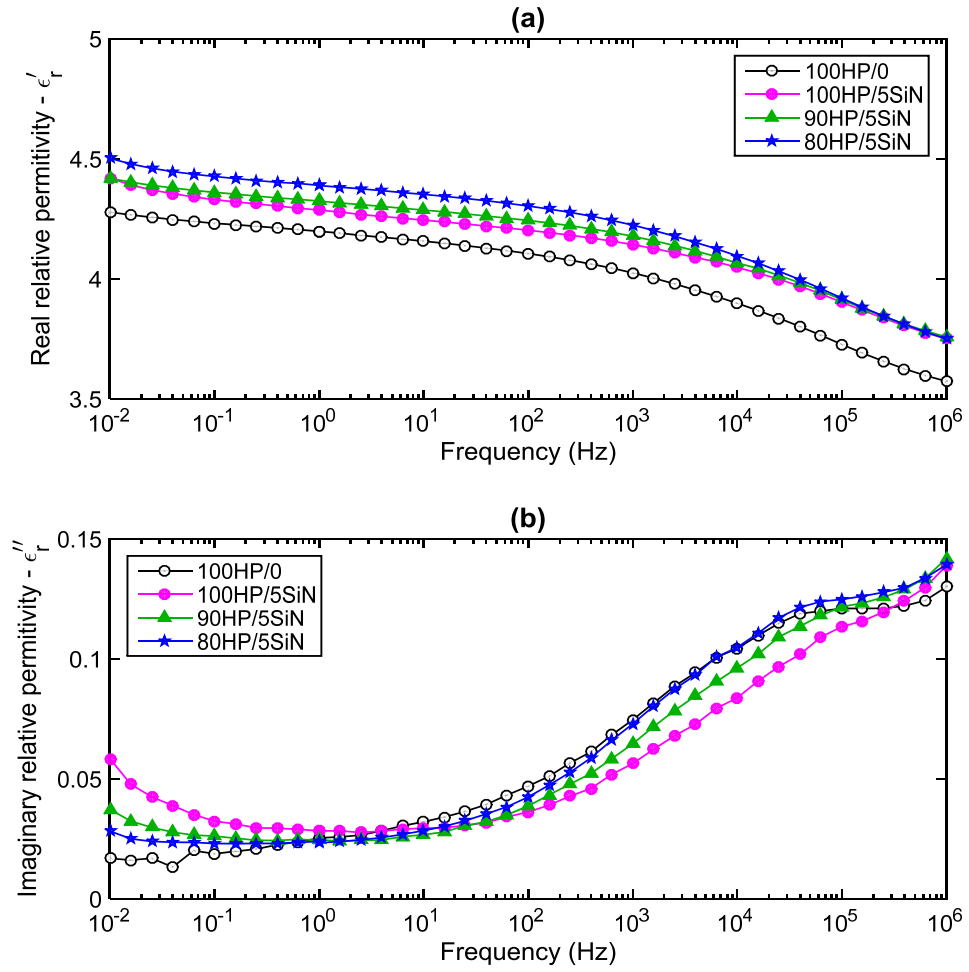 (a)
Real relative permitivity - ϵ′r
5
4.5
4
3.5
100HP/0
100HP/5SiN
90HP/5SiN
80HP/5SiN
10⁻² 10⁻¹ 10⁰ 10¹ 10² 10³ 10⁴ 10⁵ 10⁶
Frequency (Hz)
(b)
Imaginary relative permitivity - ϵ′′r
0.15
0.1
0.05
0
100HP/0
100HP/5SiN
90HP/5SiN
80HP/5SiN
10⁻² 10⁻¹ 10⁰ 10¹ 10² 10³ 10⁴ 10⁵ 10⁶
Frequency (Hz)